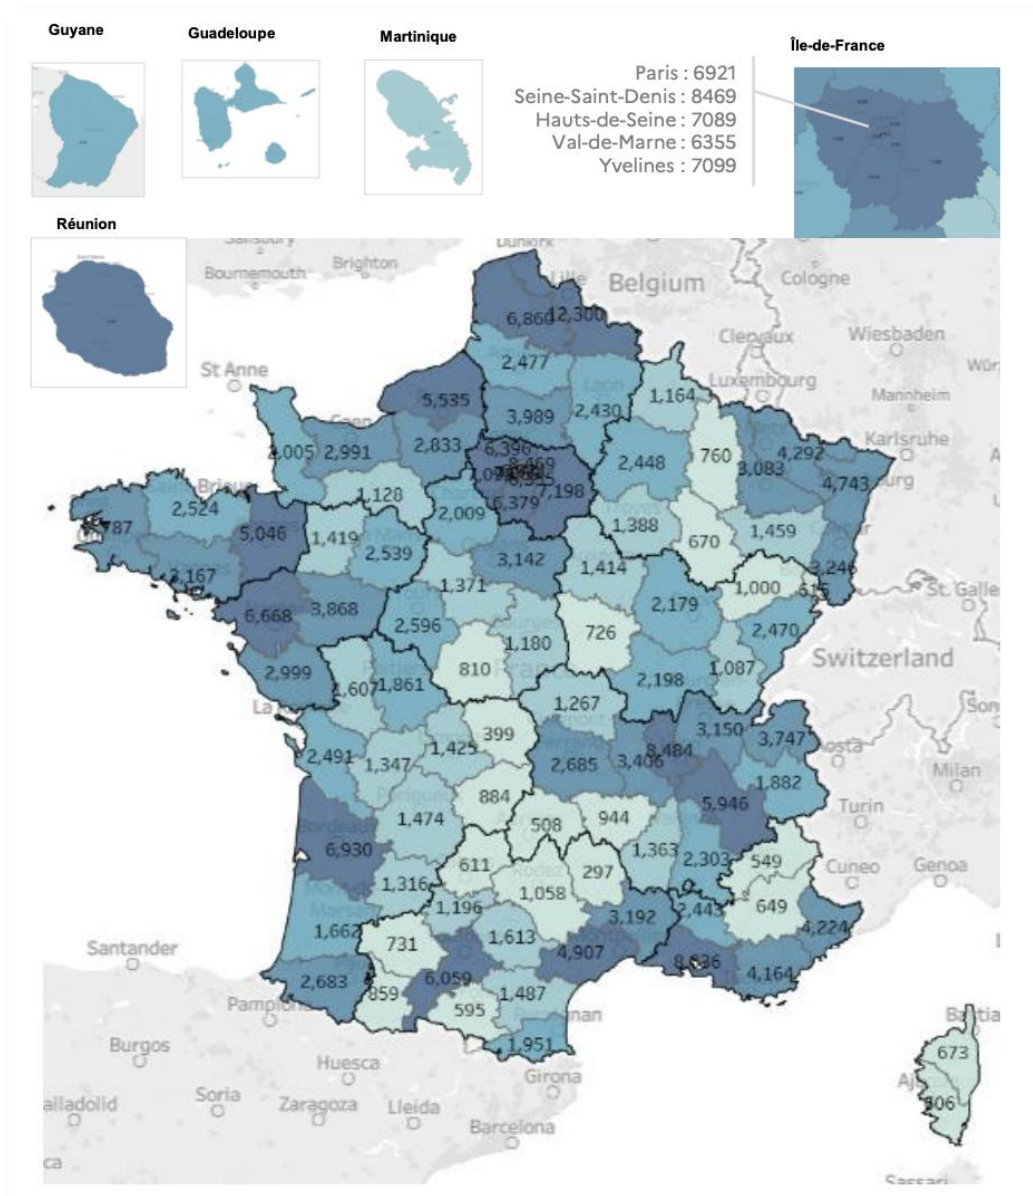 Guyane
Guadeloupe
Martinique
Île-de-France
Paris : 6921
Seine-Saint-Denis : 8469
Hauts-de-Seine : 7089
Val-de-Marne : 6355
Yvelines : 7099
Réunion
Bournemouth
Brighton
Lille
Belgium
Cologne
6,860
12,300
Clervaux
Wiesbaden
St Anne
2,477
Luxembourg
Mannheim
5,535
3,989
2,430
1,164
Karlsruhe
2,005
2,991
2,833
6,396
2,448
760
3,083
4,292
4,743
2,524
1,128
2,009
6,379
7,198
1,388
1,459
5,046
1,419
2,539
3,142
670
3,167
1,414
1,000
3,246
615
St. Galle
6,668
3,868
1,371
2,179
2,596
1,180
726
2,470
2,999
810
1,087
Switzerland
1,607
1,861
2,198
1,267
3,150
3,747
2,491
1,347
1,425
399
2,685
3,406
8,484
Milan
884
1,882
5,946
Turin
1,474
508
944
6,930
611
297
1,363
2,303
549
Cuneo
Genoa
1,316
1,058
1,196
649
1,662
731
1,613
3,192
2,443
4,224
Santander
4,907
4,164
2,683
859
6,059
595
1,487
Burgos
1,951
Huesca
Girona
673
Soria
Zaragoza
Lleida
Barcelona